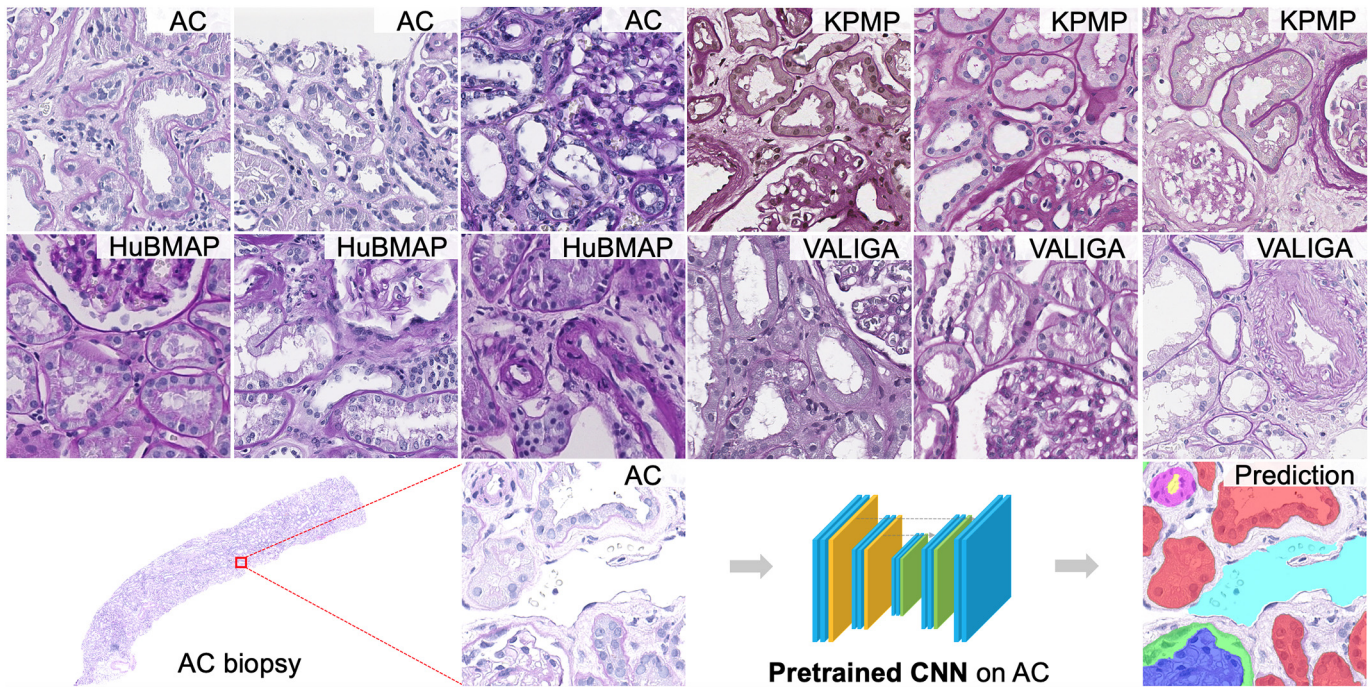 AC
AC
AC
KPMP
KPMP
KPMP
HuBMAP
HuBMAP
HuBMAP
VALIGA
VALIGA
VALIGA
AC
Prediction
AC biopsy
Pretrained CNN on AC